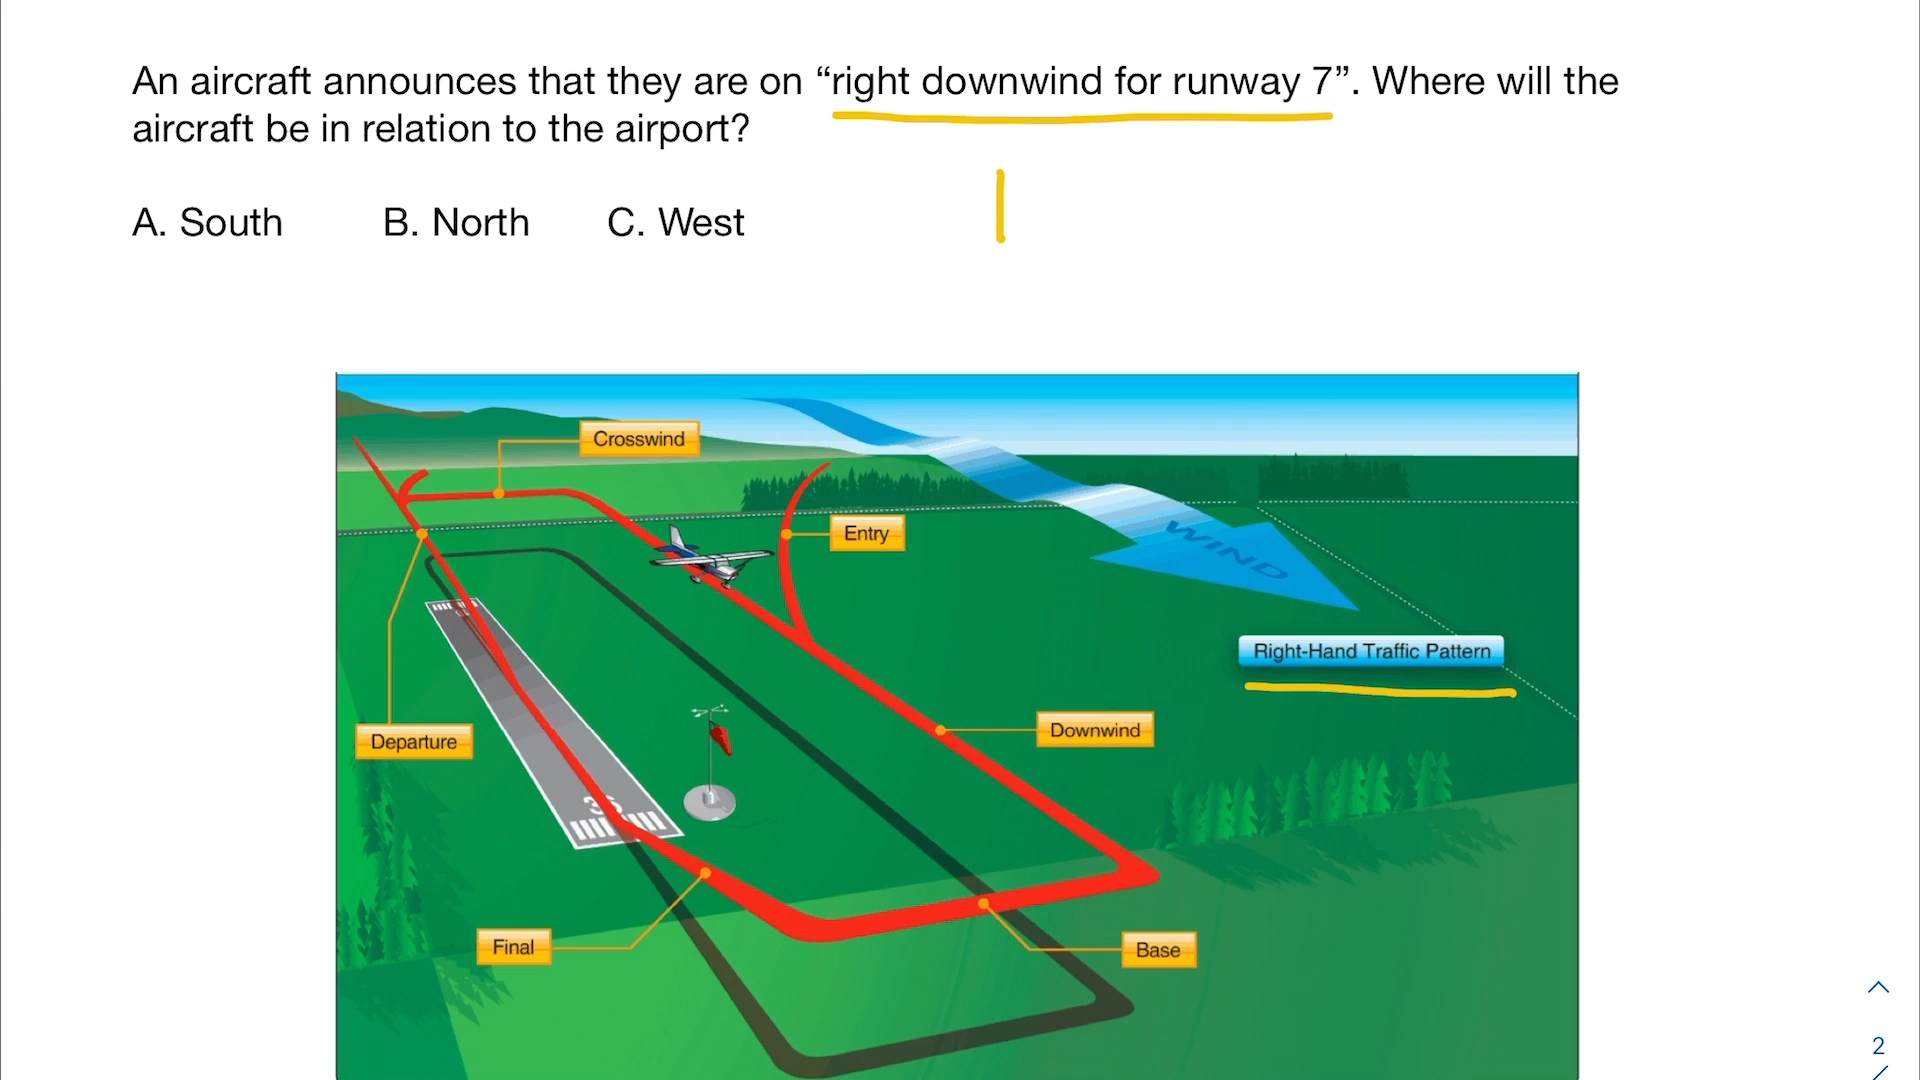 An aircraft announces that they are on “right downwind for runway 7”. Where will the
aircraft be in relation to the airport?
A. South B. North C. West
Crosswind
Entry
WIND
Right-Hand Traffic Pattern
Downwind
Departure
Final
Base
2